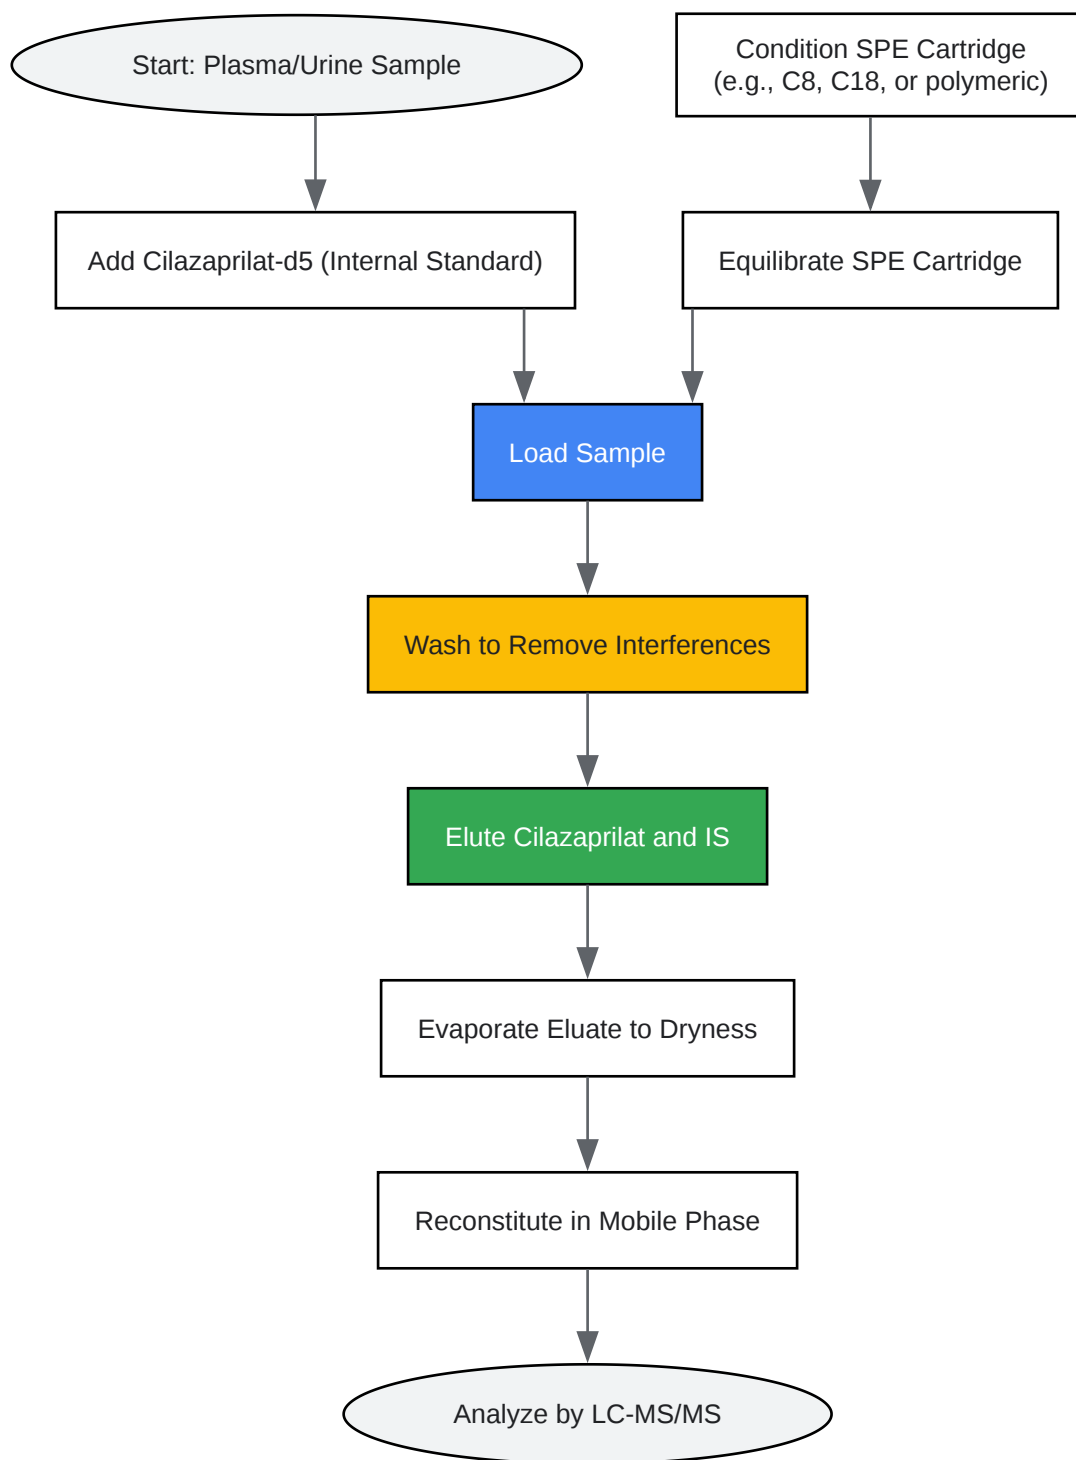 Start: Plasma/Urine Sample
Condition SPE Cartridge
(e.g., C8, C18, or polymeric)
Add Cilazaprilat-d5 (Internal Standard)
Equilibrate SPE Cartridge
Load Sample
Wash to Remove Interferences
Elute Cilazaprilat and IS
Evaporate Eluate to Dryness
Reconstitute in Mobile Phase
Analyze by LC-MS/MS